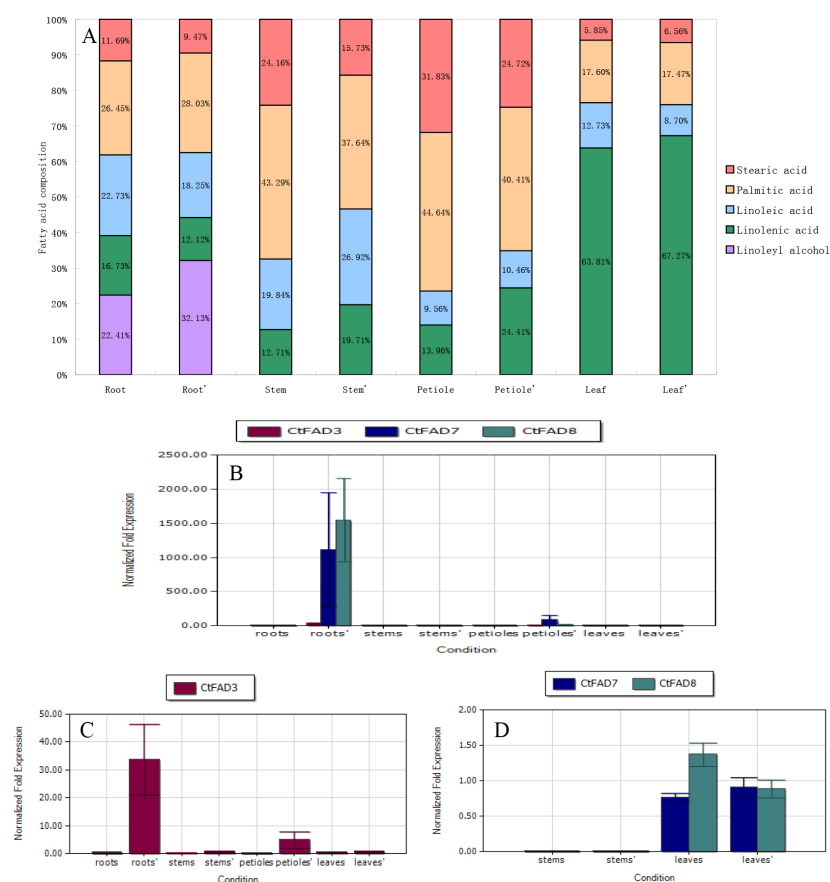 A
100%
90%
80%
70%
60%
50%
40%
30%
20%
10%
0%
Fatty acid composition
11.69%
26.45%
22.73%
16.73%
22.41%
9.47%
28.03%
18.25%
12.12%
32.13%
24.16%
43.29%
19.84%
12.71%
15.73%
37.64%
26.92%
19.71%
31.83%
44.64%
9.56%
13.96%
24.72%
40.41%
10.46%
24.41%
5.85%
17.60%
12.73%
63.81%
6.56%
17.47%
8.70%
67.27%
Root Root' Stem Stem' Petiole Petiole' Leaf Leaf'
Stearic acid
Palmitic acid
Linoleic acid
Linolenic acid
Linoleyl alcohol
CtFAD3 CtFAD7 CtFAD8
B
2500.00
2000.00
1500.00
1000.00
500.00
0.00
Normalized Fold Expression
roots roots' stems stems' petioles petioles' leaves leaves'
Condition
CtFAD3
C
50.00
40.00
30.00
20.00
10.00
0.00
Normalized Fold Expression
roots roots' stems stems' petioles petioles' leaves leaves'
Condition
CtFAD7 CtFAD8
D
2.00
1.50
1.00
0.50
0.00
Normalized Fold Expression
stems stems' leaves leaves'
Condition